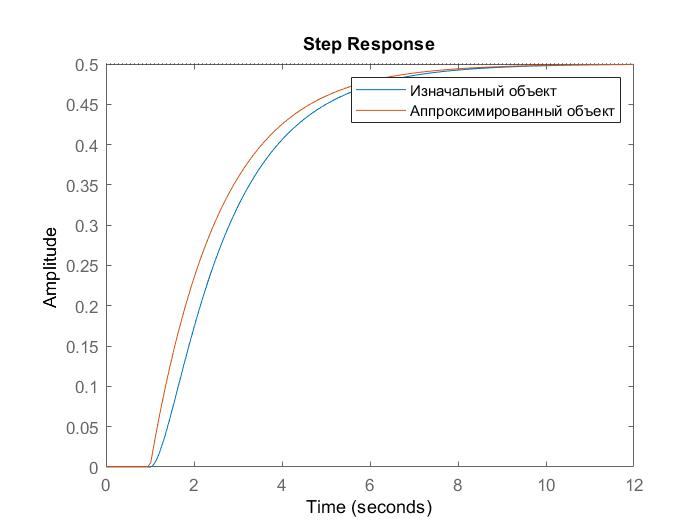 Step Response
Изначальный объект
Аппроксимированный объект
Amplitude
0.5
0.45
0.4
0.35
0.3
0.25
0.2
0.15
0.1
0.05
0
0 2 4 6 8 10 12
Time (seconds)